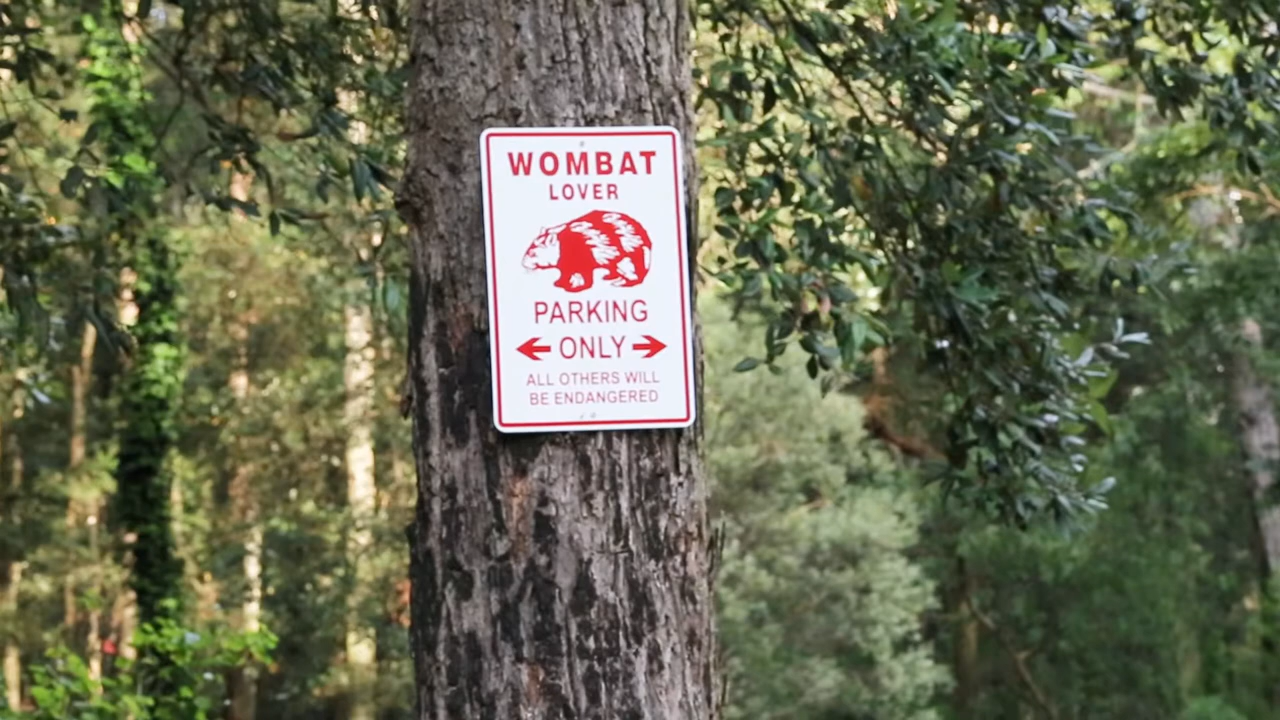 WOMBAT
LOVER
PARKING
ONLY
ALL OTHERS WILL
BE ENDANGERED